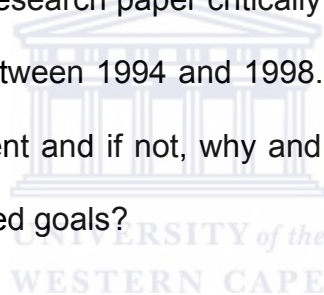 esearch paper critically
etween 1994 and 1998.
ent and if not, why and
ed goals?
UNIVERSITY of the
WESTERN CAPE